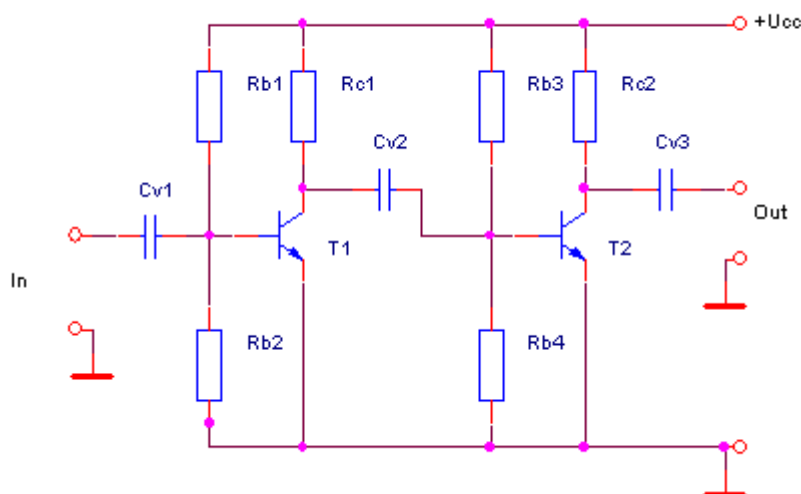 +Ucc
Rb1
Rc1
Rb3
Rc2
Cv2
Cv3
Cv1
Out
T1
T2
In
Rb2
Rb4